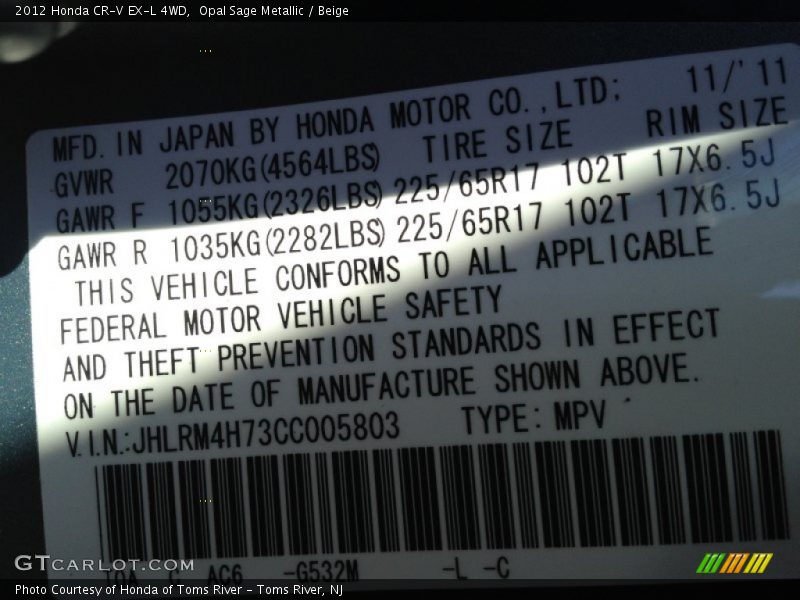 2012 Honda CR-V EX-L 4WD, Opal Sage Metallic / Beige
MFD. IN JAPAN BY HONDA MOTOR CO.,LTD; 11/'11
GVWR 2070KG(4564LBS) TIRE SIZE RIM SIZE
GAWR F 1055KG(2326LBS) 225/65R17 102T 17X6.5J
GAWR R 1035KG(2282LBS) 225/65R17 102T 17X6.5J
THIS VEHICLE CONFORMS TO ALL APPLICABLE
FEDERAL MOTOR VEHICLE SAFETY
AND THEFT PREVENTION STANDARDS IN EFFECT
ON THE DATE OF MANUFACTURE SHOWN ABOVE.
V.I.N.:JHLRM4H73CC005803 TYPE: MPV
C AC6 -G532M -L -C
GTCARLOT.COM
Photo Courtesy of Honda of Toms River - Toms River, NJ